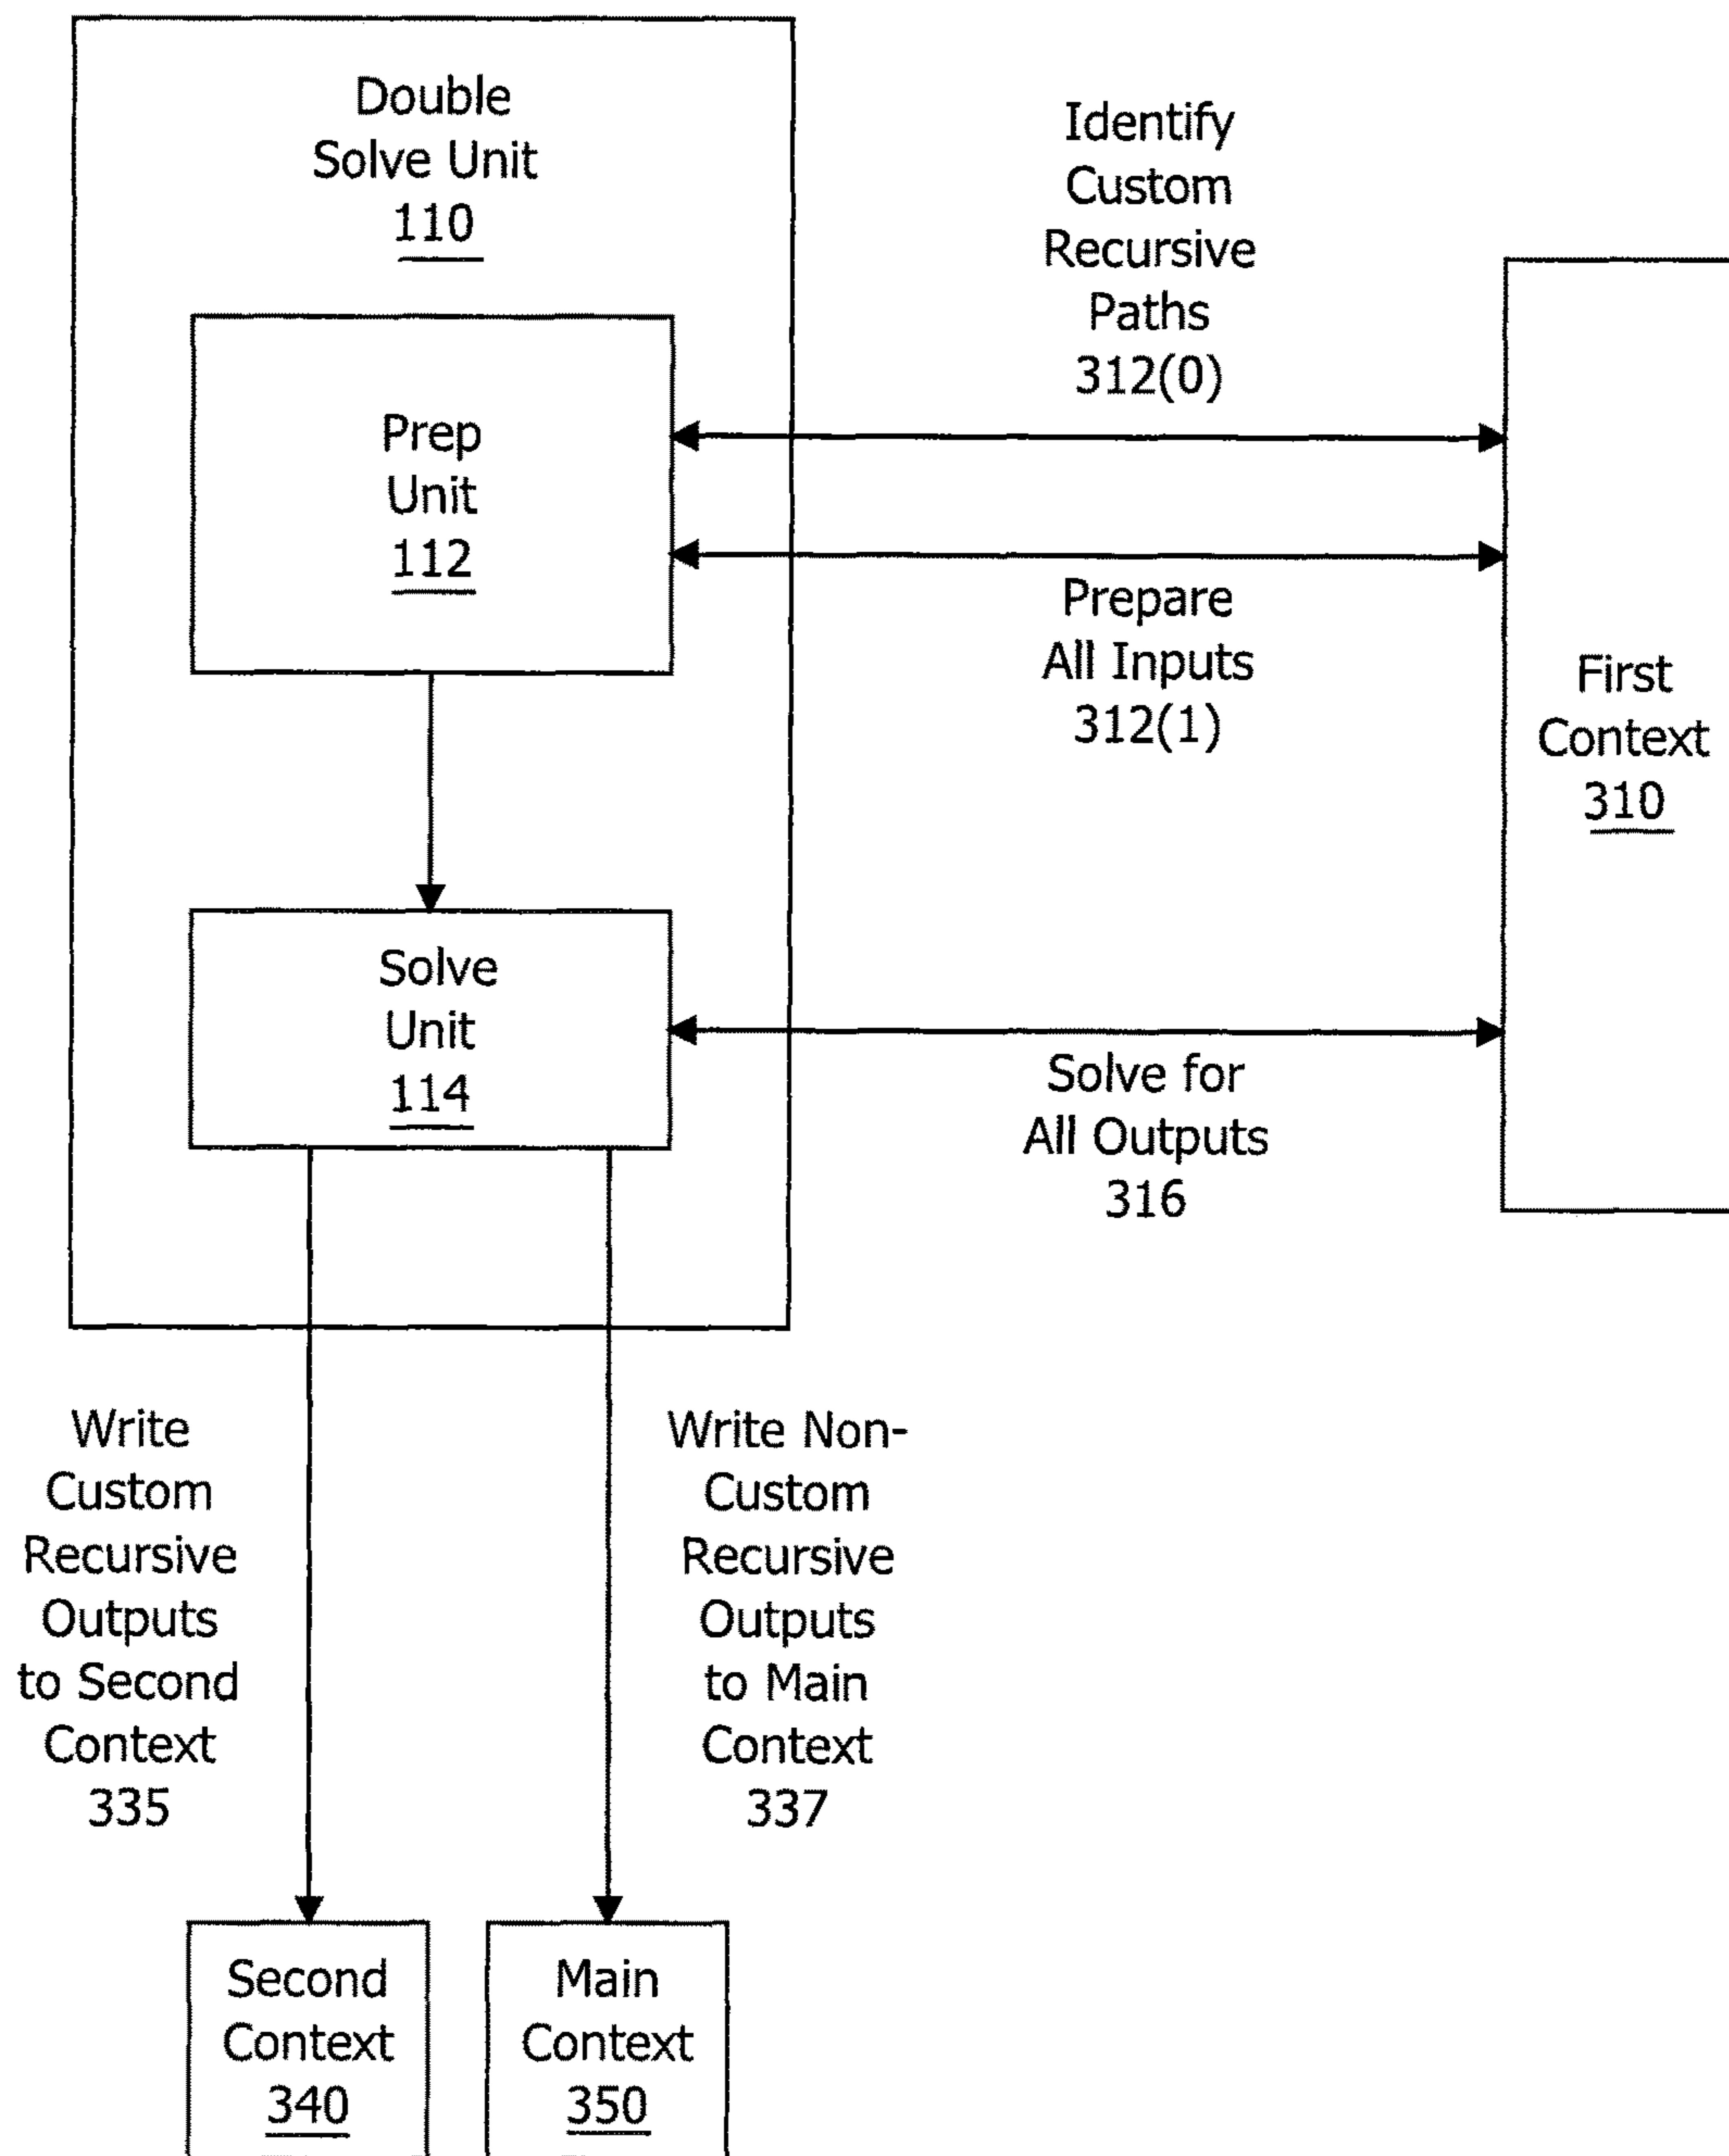 Double
Solve Unit
110
Identify
Custom
Recursive
Paths
312(0)
Prep
Unit
112
Prepare
All Inputs
312(1)
First
Context
310
Solve
Unit
114
Solve for
All Outputs
316
Write
Custom
Recursive
Outputs
to Second
Context
335
Write Non-
Custom
Recursive
Outputs
to Main
Context
337
Second
Context
340
Main
Context
350